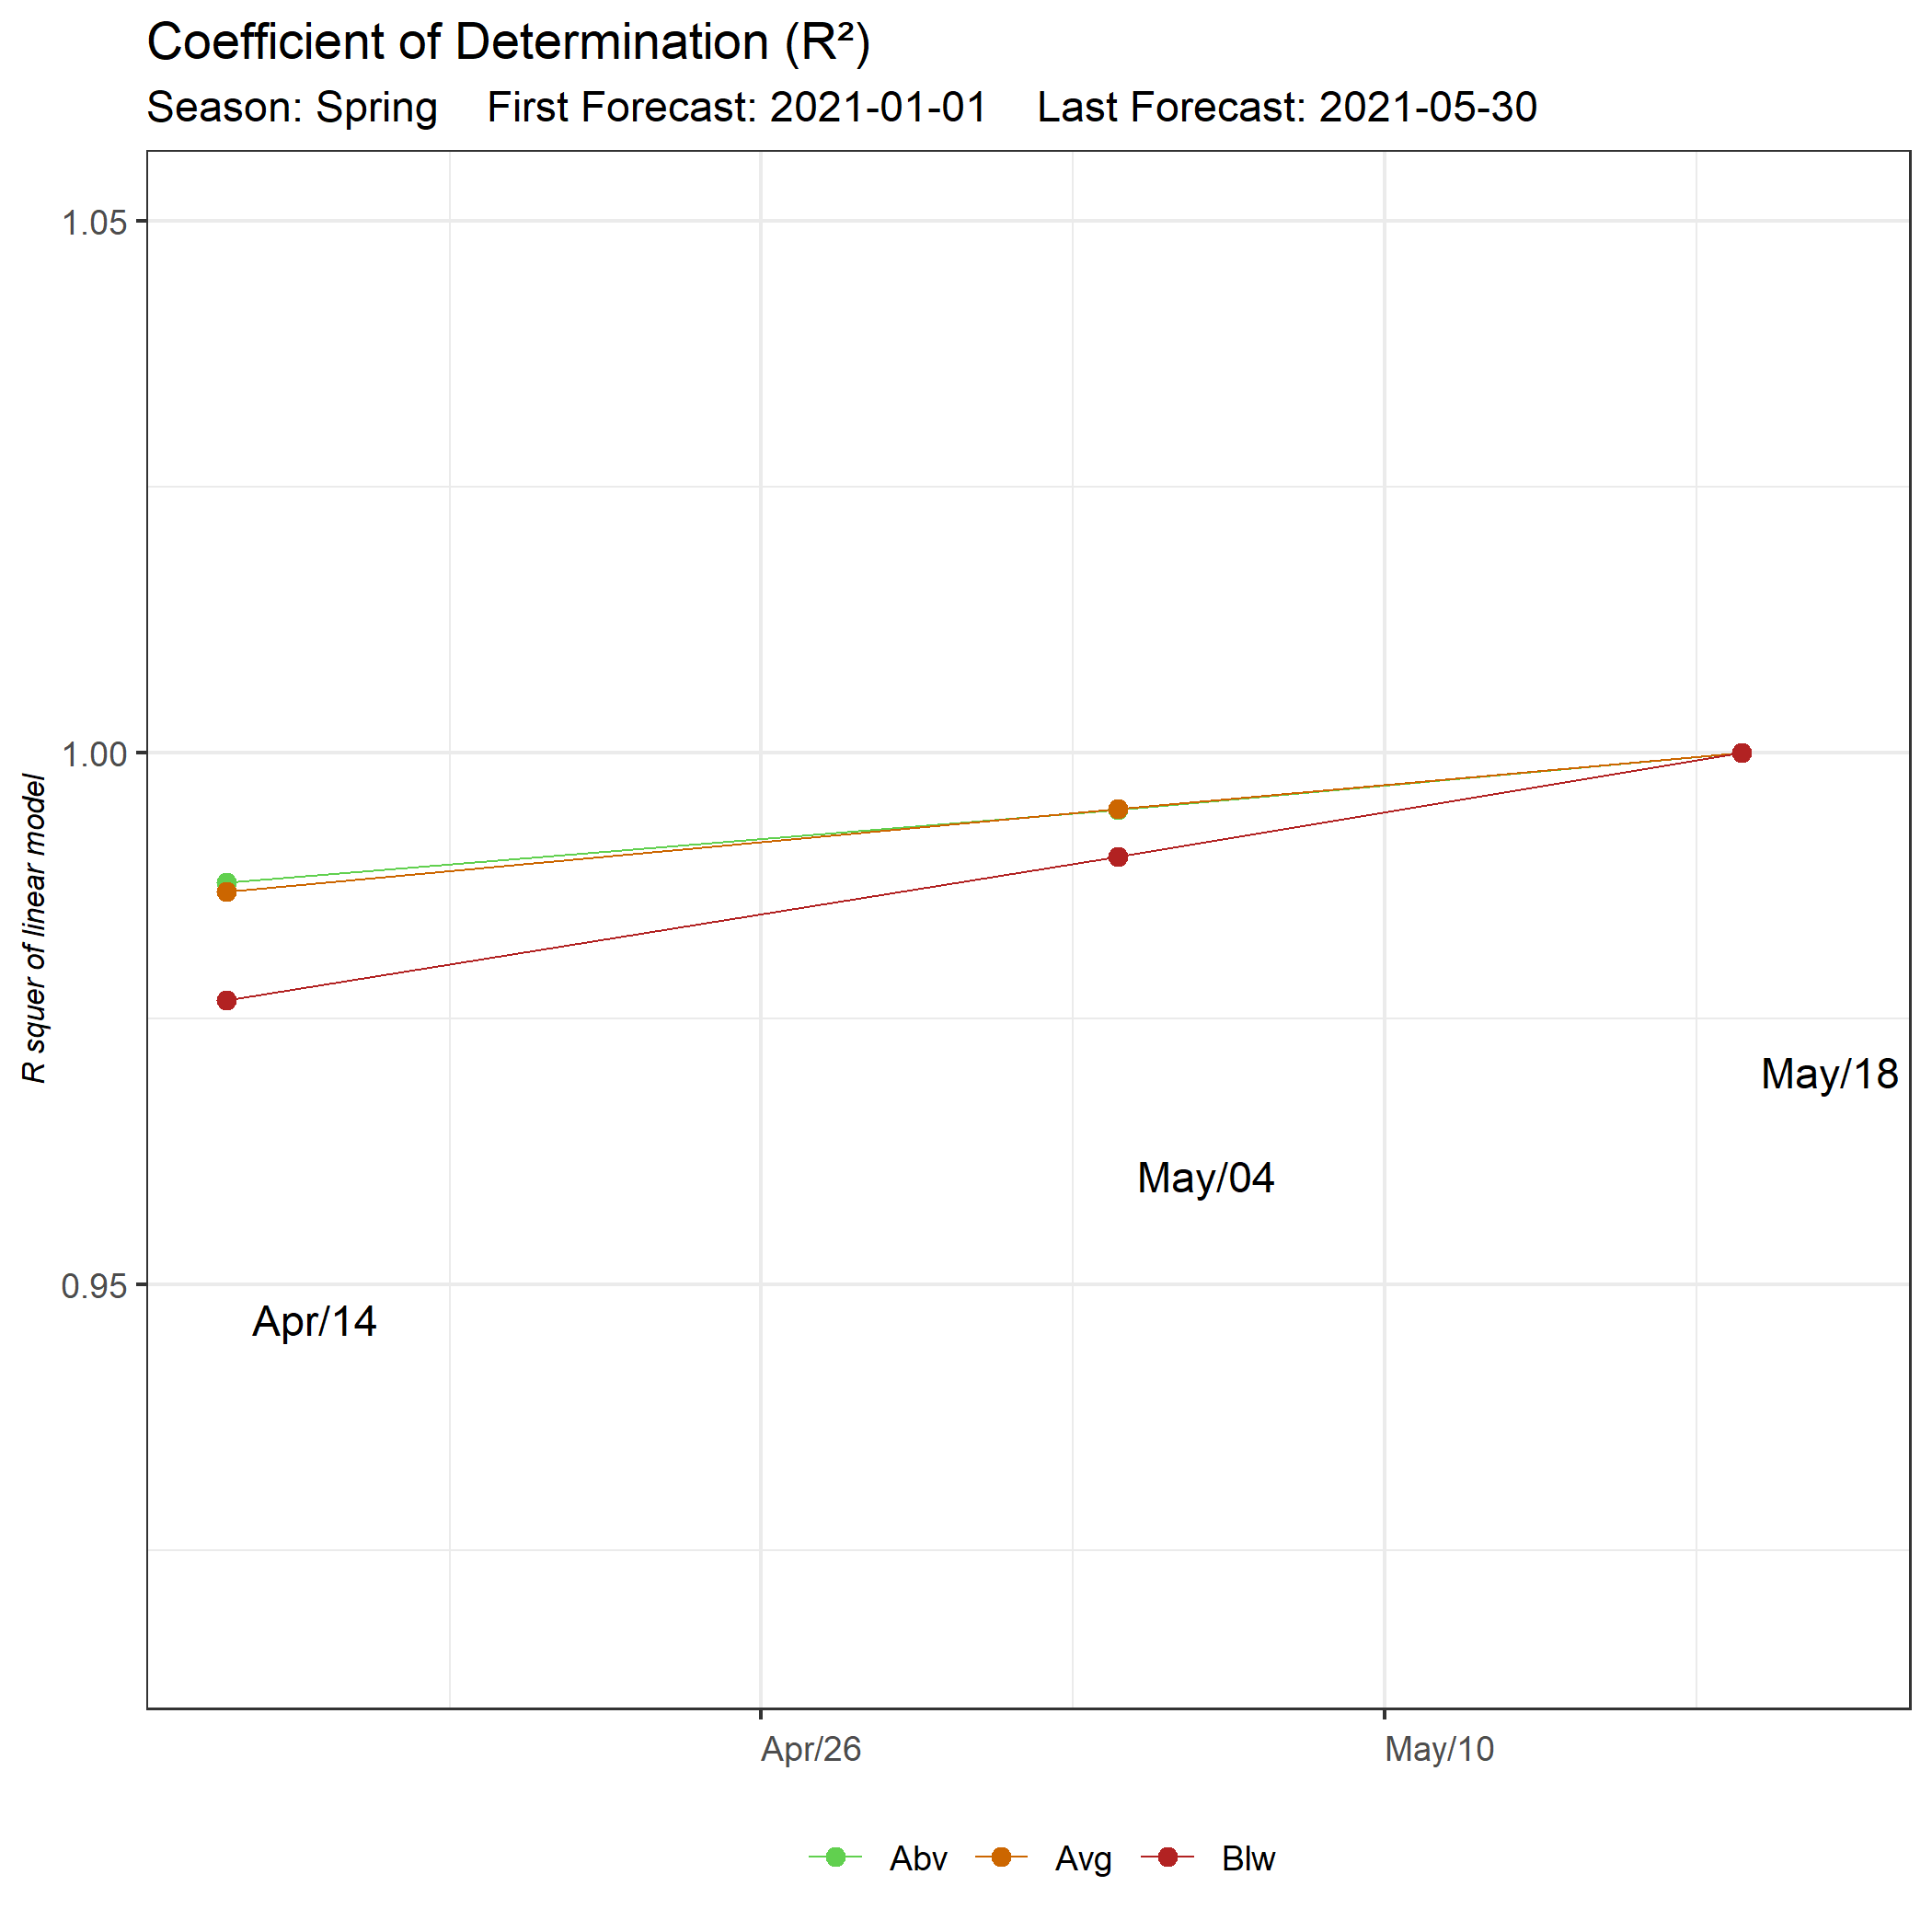 Coefficient of Determination (R²)
Season: Spring    First Forecast: 2021-01-01    Last Forecast: 2021-05-30
1.05
1.00
0.95
R squer of linear model
May/18
May/04
Apr/14
Apr/26
May/10
Abv
Avg
Blw